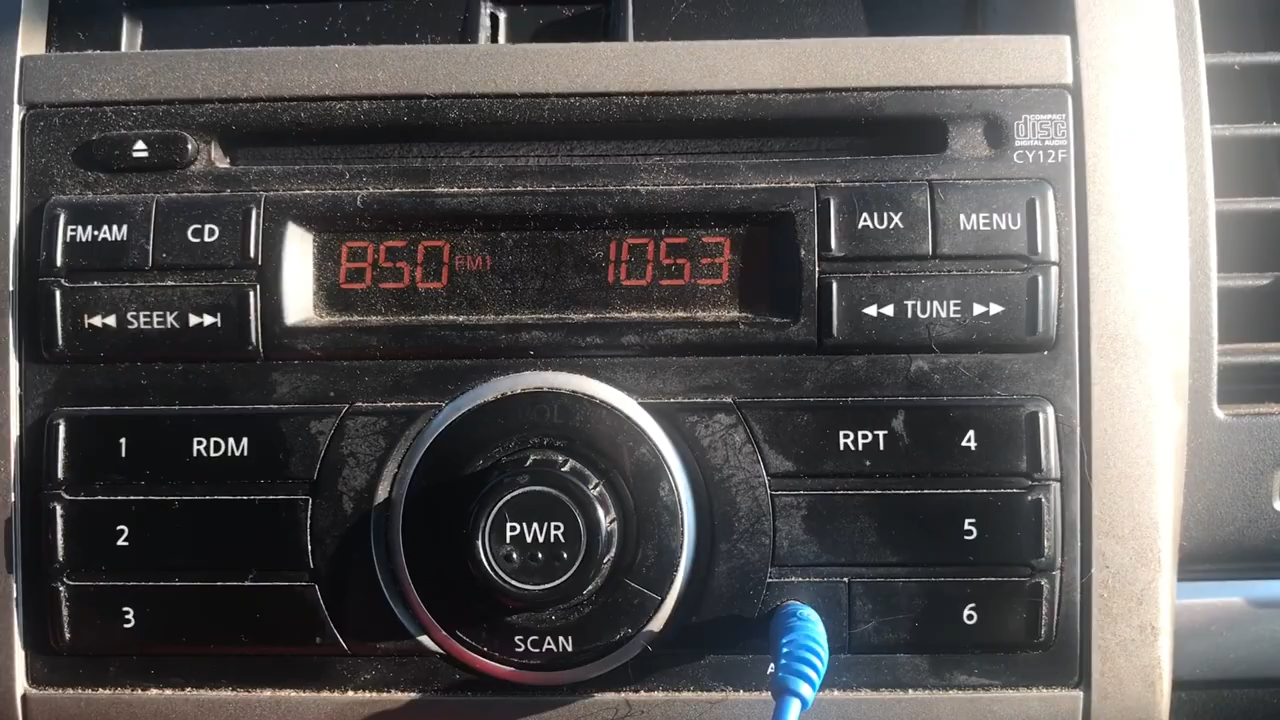 COMPACT
disc
DIGITAL AUDIO
CY12F
FM·AM
CD
850 FM1 1053
AUX
MENU
SEEK
TUNE
1 RDM
RPT 4
2
PWR
5
3
SCAN
6